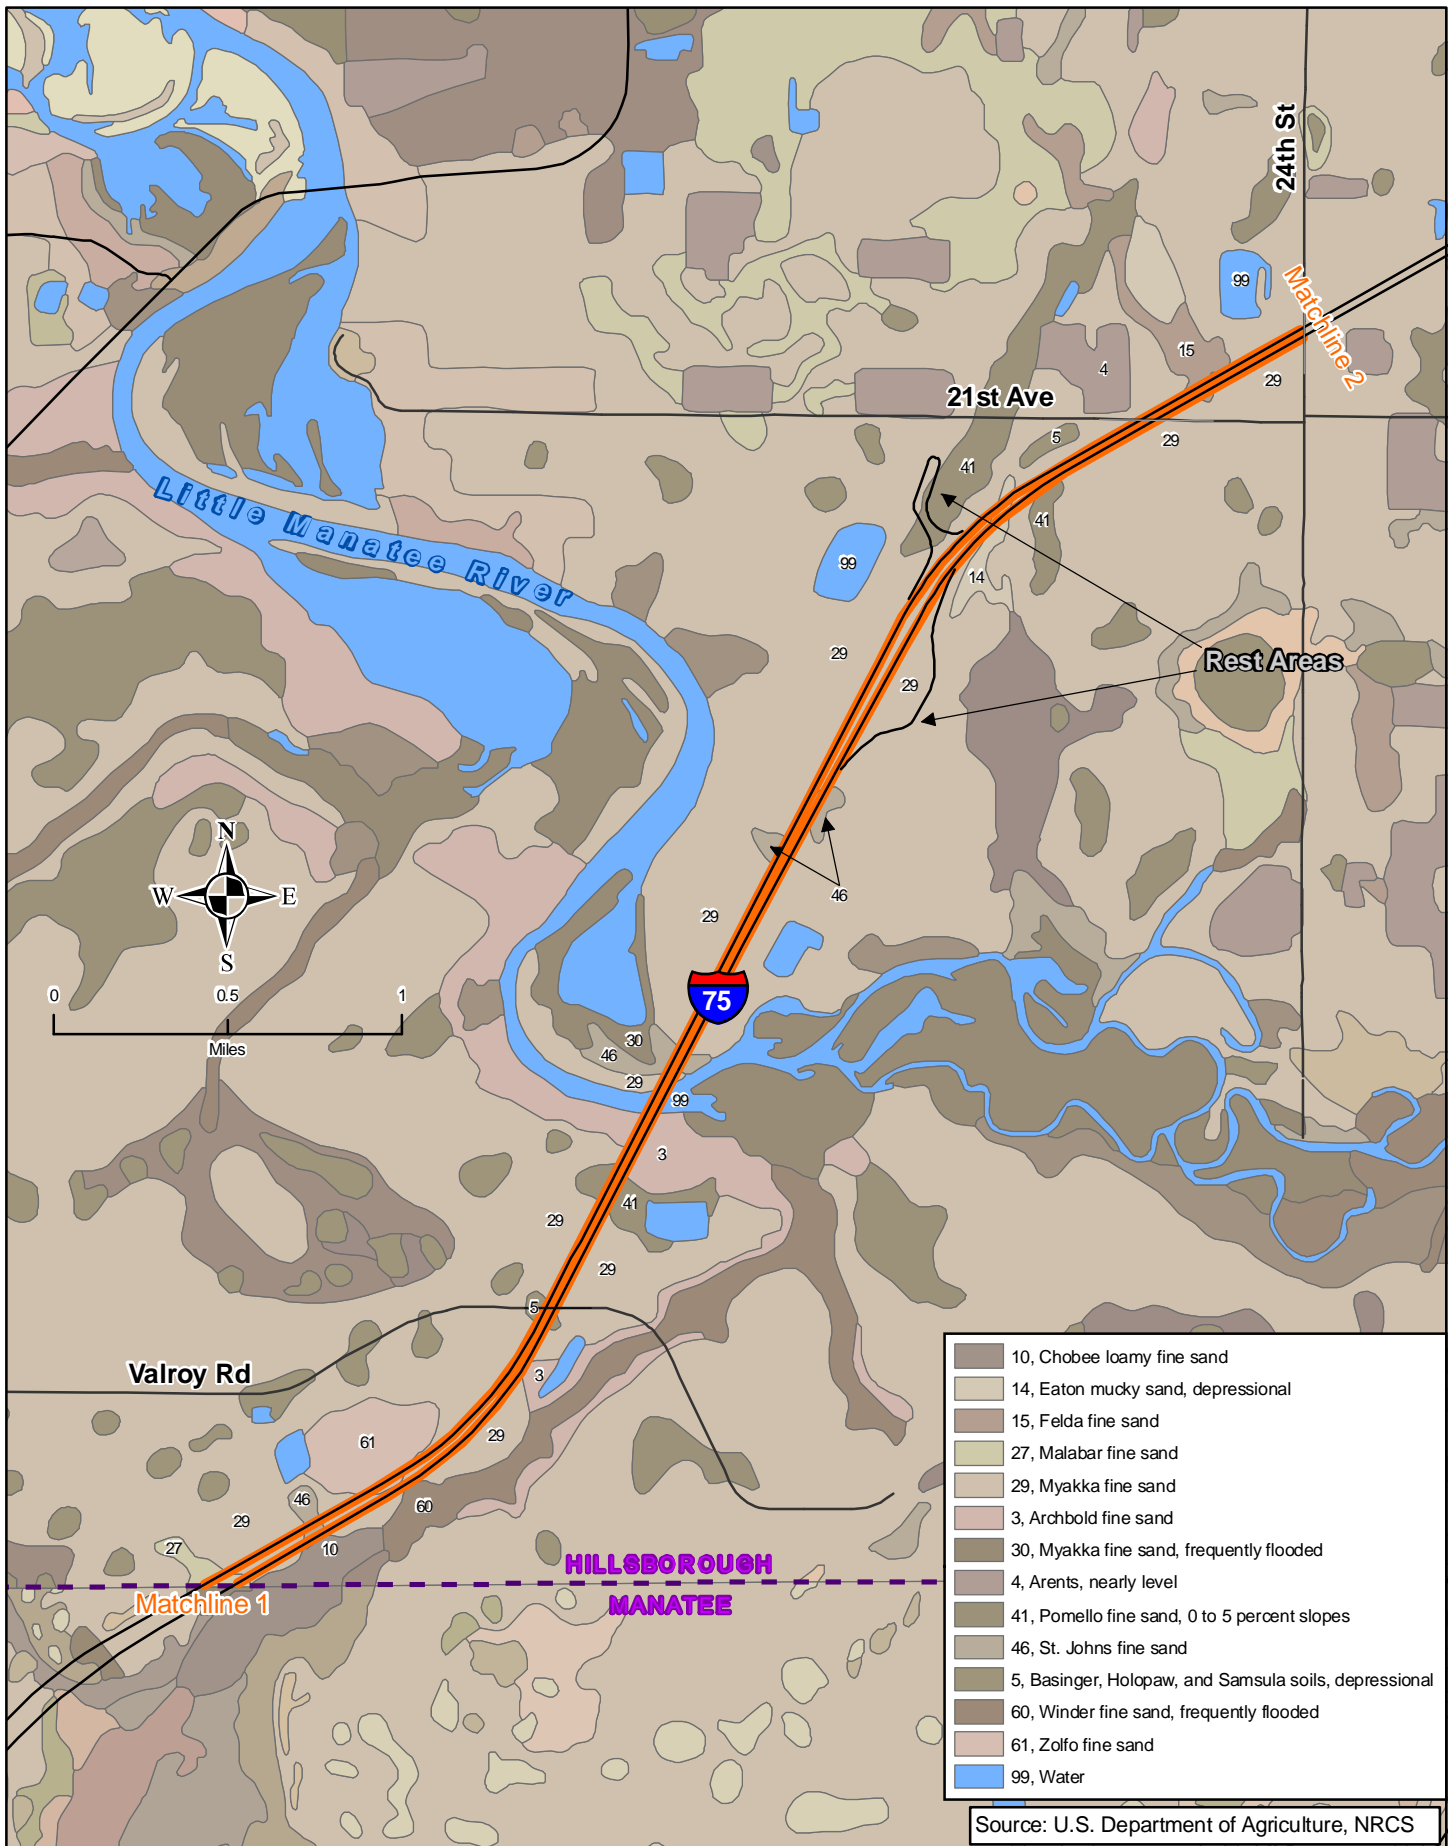 24th St
99
Matchline 2
15
4
29
21st Ave
5
29
41
41
Little Manatee River
99
14
29
Rest Areas
29
46
29
N
W E
S
0 0.5 1
Miles
75
30
46
29
99
3
41
29
29
5
Valroy Rd
3
29
61
46
60
29
27
10
HILLSBOROUGH
MANATEE
Matchline 1
10, Chobee loamy fine sand
14, Eaton mucky sand, depressional
15, Felda fine sand
27, Malabar fine sand
29, Myakka fine sand
3, Archbold fine sand
30, Myakka fine sand, frequently flooded
4, Arents, nearly level
41, Pomello fine sand, 0 to 5 percent slopes
46, St. Johns fine sand
5, Basinger, Holopaw, and Samsula soils, depressional
60, Winder fine sand, frequently flooded
61, Zolfo fine sand
99, Water
Source: U.S. Department of Agriculture, NRCS